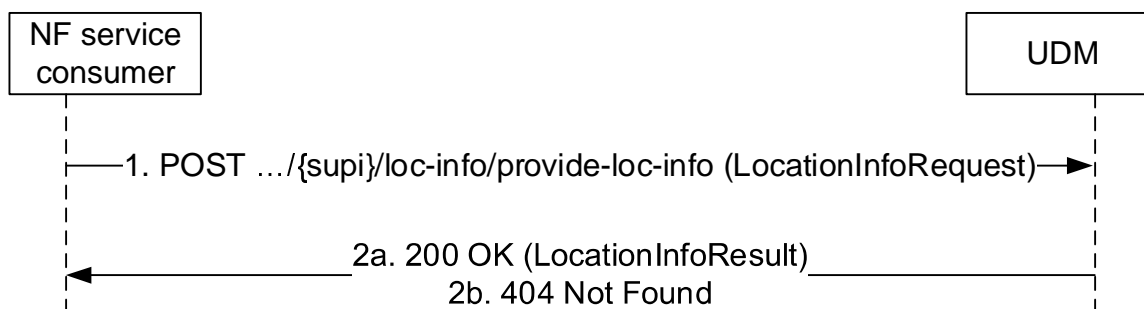 NF service
consumer
UDM
1. POST …/{supi}/loc-info/provide-loc-info (LocationInfoRequest)
2a. 200 OK (LocationInfoResult)
2b. 404 Not Found